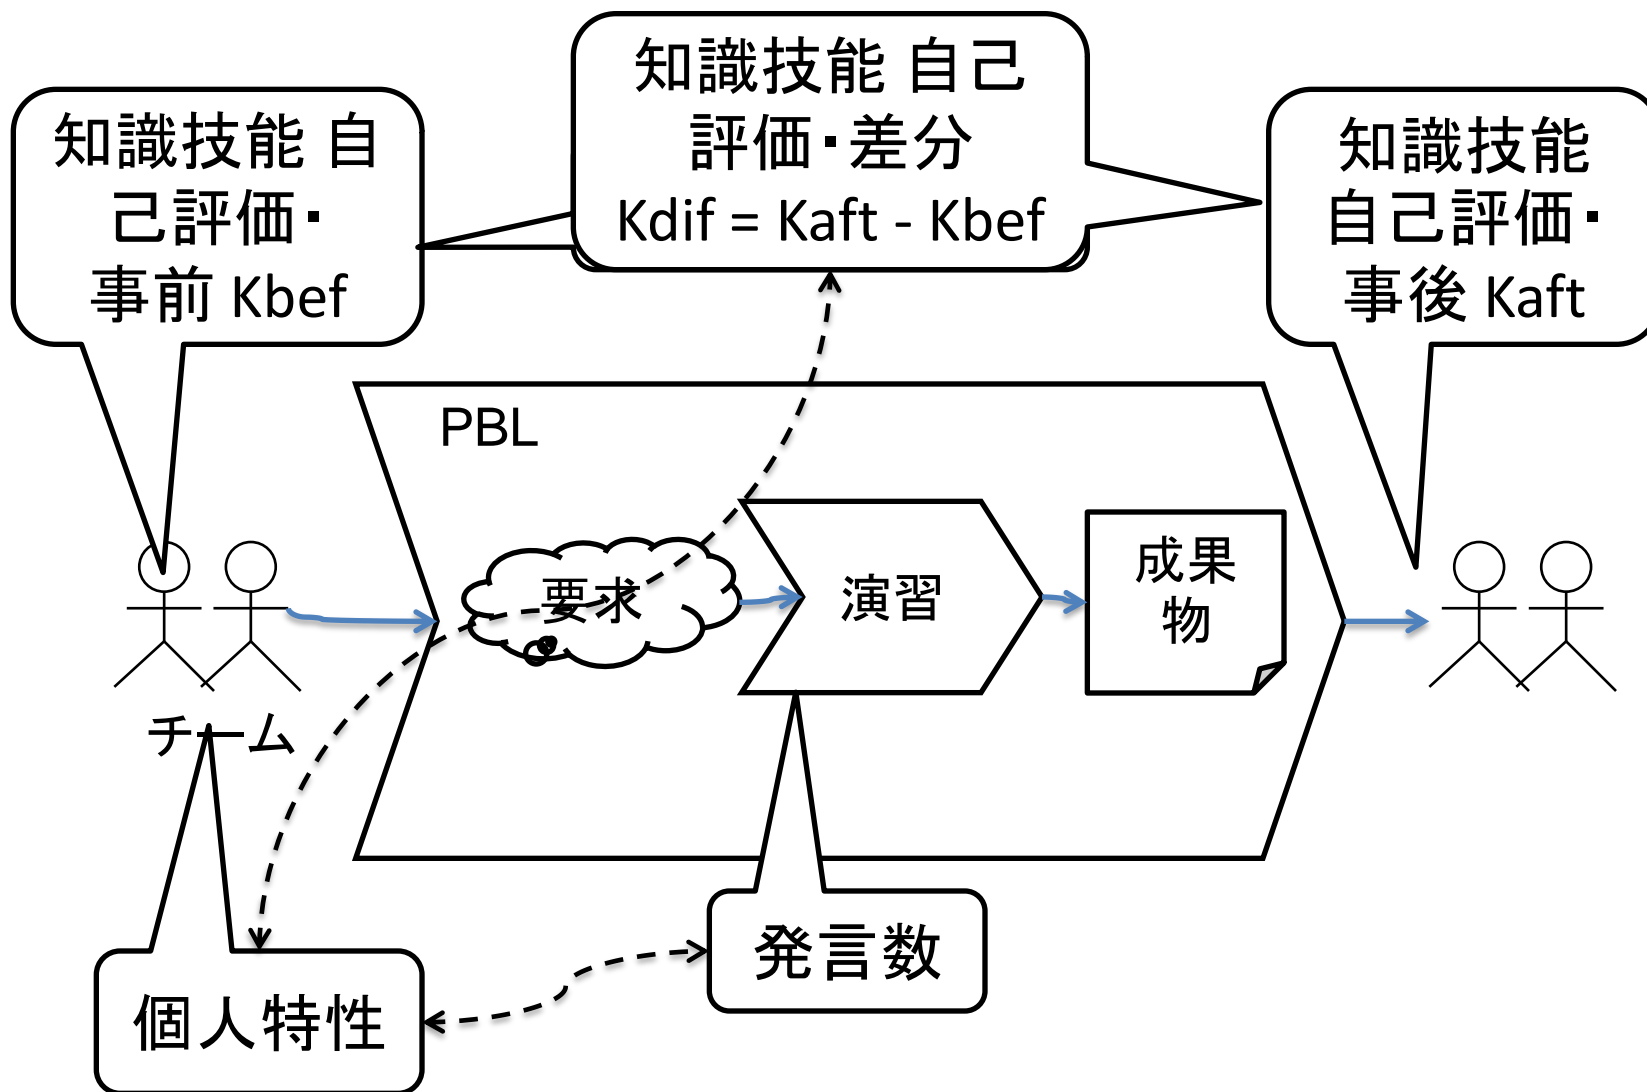 知識技能 自
己評価・
事前 Kbef
知識技能 自己
評価・差分
Kdif = Kaft - Kbef
知識技能
自己評価・
事後 Kaft
PBL
要求
演習
成果
物
チーム
発言数
個人特性